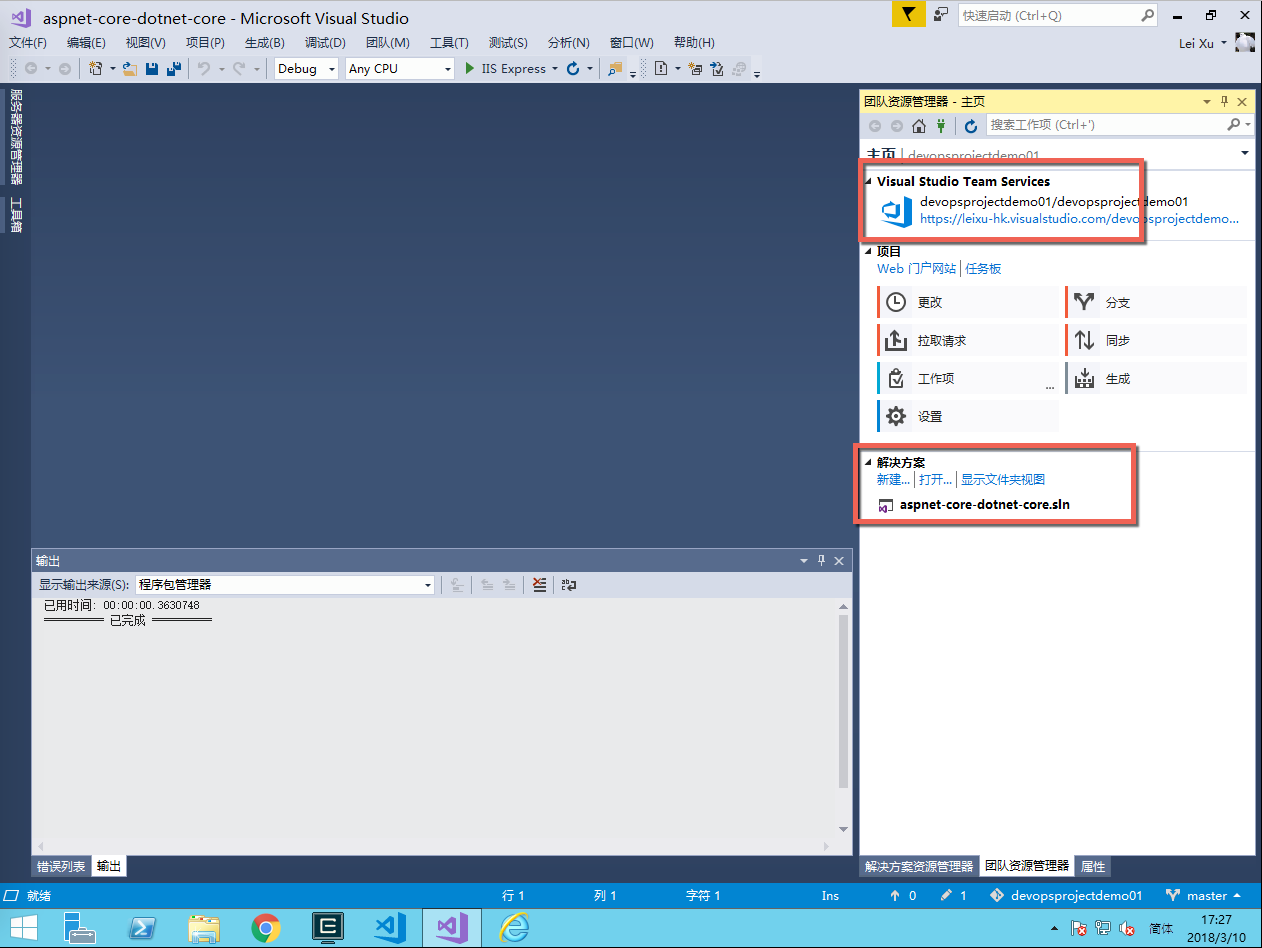 aspnet-core-dotnet-core - Microsoft Visual Studio
快速启动 (Ctrl+Q)
文件(F) 编辑(E) 视图(V) 项目(P) 生成(B) 调试(D) 团队(M) 工具(T) 测试(S) 分析(N) 窗口(W) 帮助(H)
Lei Xu
Debug Any CPU IIS Express
服务器资源管理器
工具箱
团队资源管理器 - 主页
搜索工作项 (Ctrl+')
主页 | devopsprojectdemo01
Visual Studio Team Services
devopsprojectdemo01/devopsprojectdemo01
https://leixu-hk.visualstudio.com/devopsprojectdemo...
项目
Web 门户网站 | 任务板
更改 分支
拉取请求 同步
工作项 ... 生成
设置
解决方案
新建... | 打开... | 显示文件夹视图
aspnet-core-dotnet-core.sln
输出
显示输出来源(S): 程序包管理器
已用时间: 00:00:00.3630748
========== 已完成 ==========
错误列表 输出
解决方案资源管理器 团队资源管理器 属性
就绪 行 1 列 1 字符 1 Ins 0 1 devopsprojectdemo01 master
简体
17:27
2018/3/10